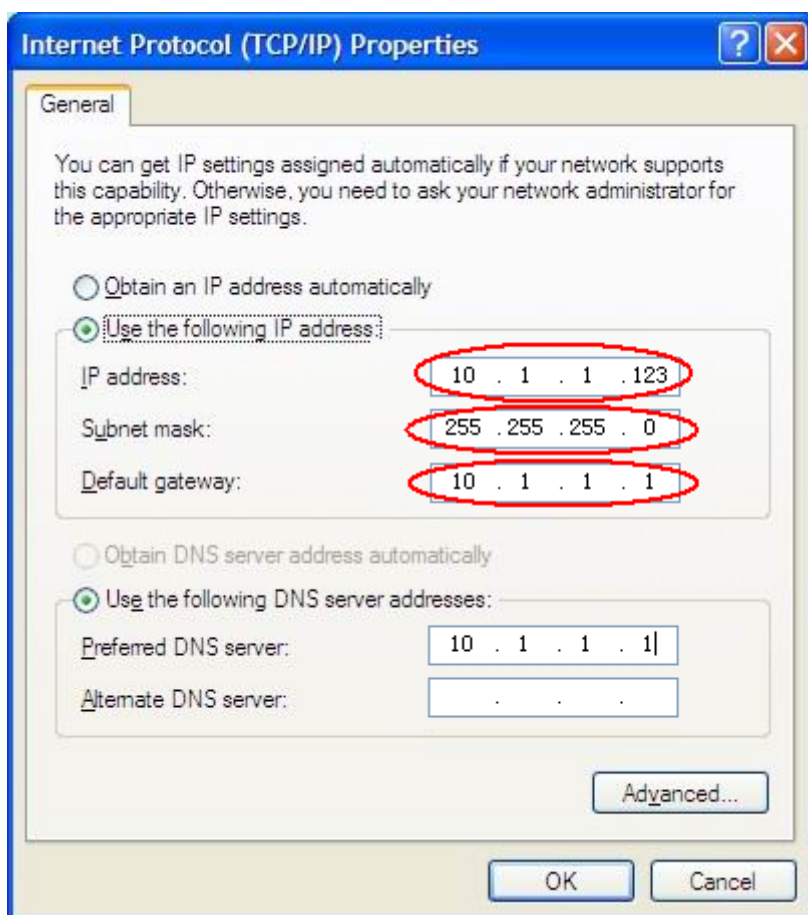 Internet Protocol (TCP/IP) Properties
General
You can get IP settings assigned automatically if your network supports
this capability. Otherwise, you need to ask your network administrator for
the appropriate IP settings.
Obtain an IP address automatically
Use the following IP address:
IP address: 10 . 1 . 1 . 123
Subnet mask: 255 . 255 . 255 . 0
Default gateway: 10 . 1 . 1 . 1
Obtain DNS server address automatically
Use the following DNS server addresses:
Preferred DNS server: 10 . 1 . 1 . 1
Alternate DNS server: . . .
Advanced...
OK Cancel